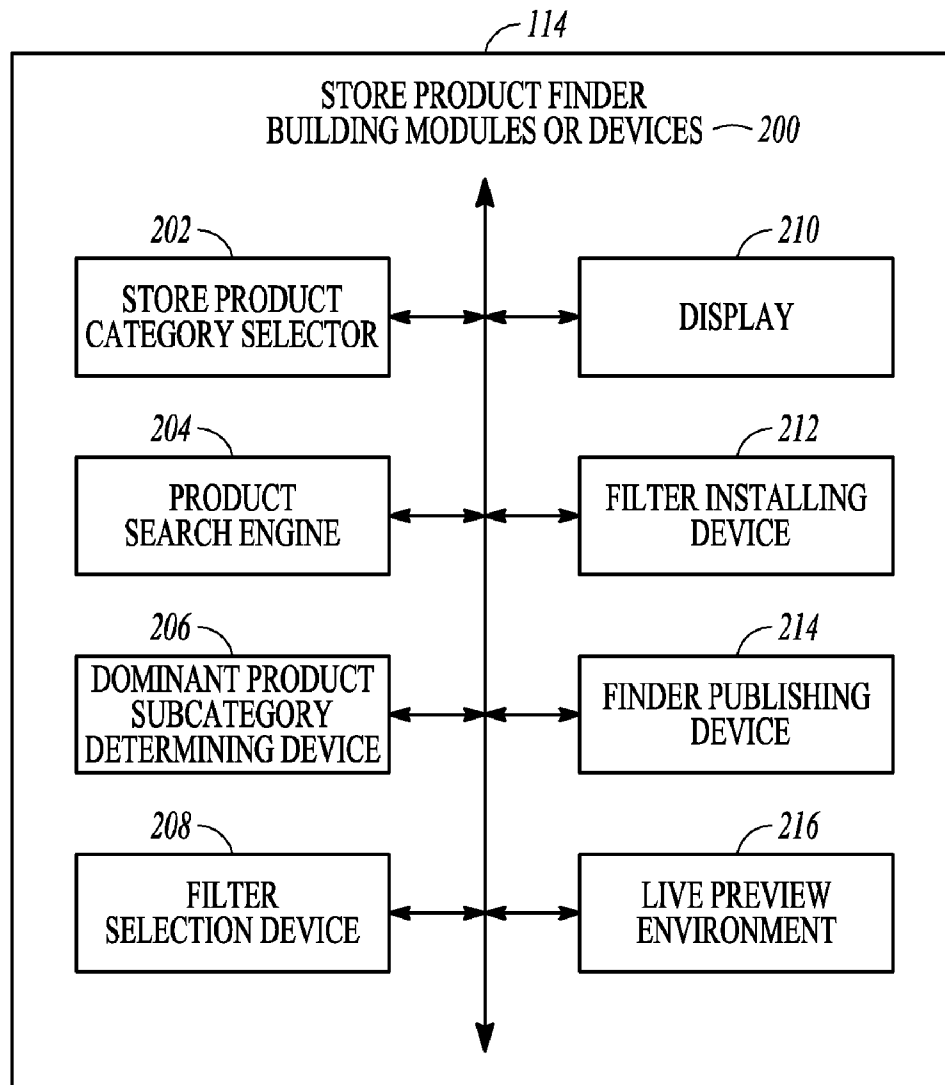 114
STORE PRODUCT FINDER
BUILDING MODULES OR DEVICES 200
202
STORE PRODUCT
CATEGORY SELECTOR
210
DISPLAY
204
PRODUCT
SEARCH ENGINE
212
FILTER INSTALLING
DEVICE
206
DOMINANT PRODUCT
SUBCATEGORY
DETERMINING DEVICE
214
FINDER PUBLISHING
DEVICE
208
FILTER
SELECTION DEVICE
216
LIVE PREVIEW
ENVIRONMENT